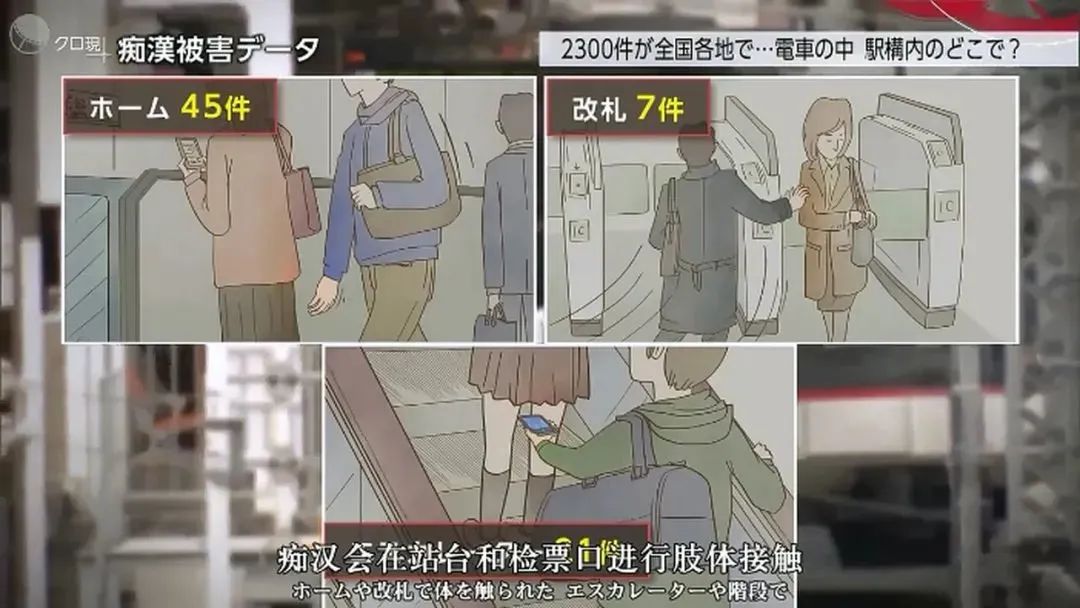 クロ現
痴漢被害データ
2300件が全国各地で…電車の中 駅構内のどこで？
ホーム 45件
改札 7件
IC
IC
痴汉会在站台和检票口进行肢体接触
ホームや改札で体を触られた エスカレーターや階段で